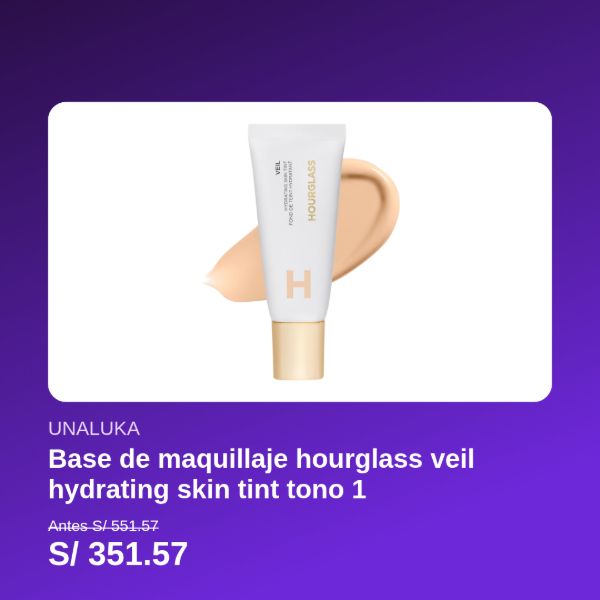 VEIL
HYDRATING SKIN TINT
FOND DE TEINT HYDRATANT
HOURGLASS
H
UNALUKA
Base de maquillaje hourglass veil
hydrating skin tint tono 1
Antes S/ 551.57
S/ 351.57